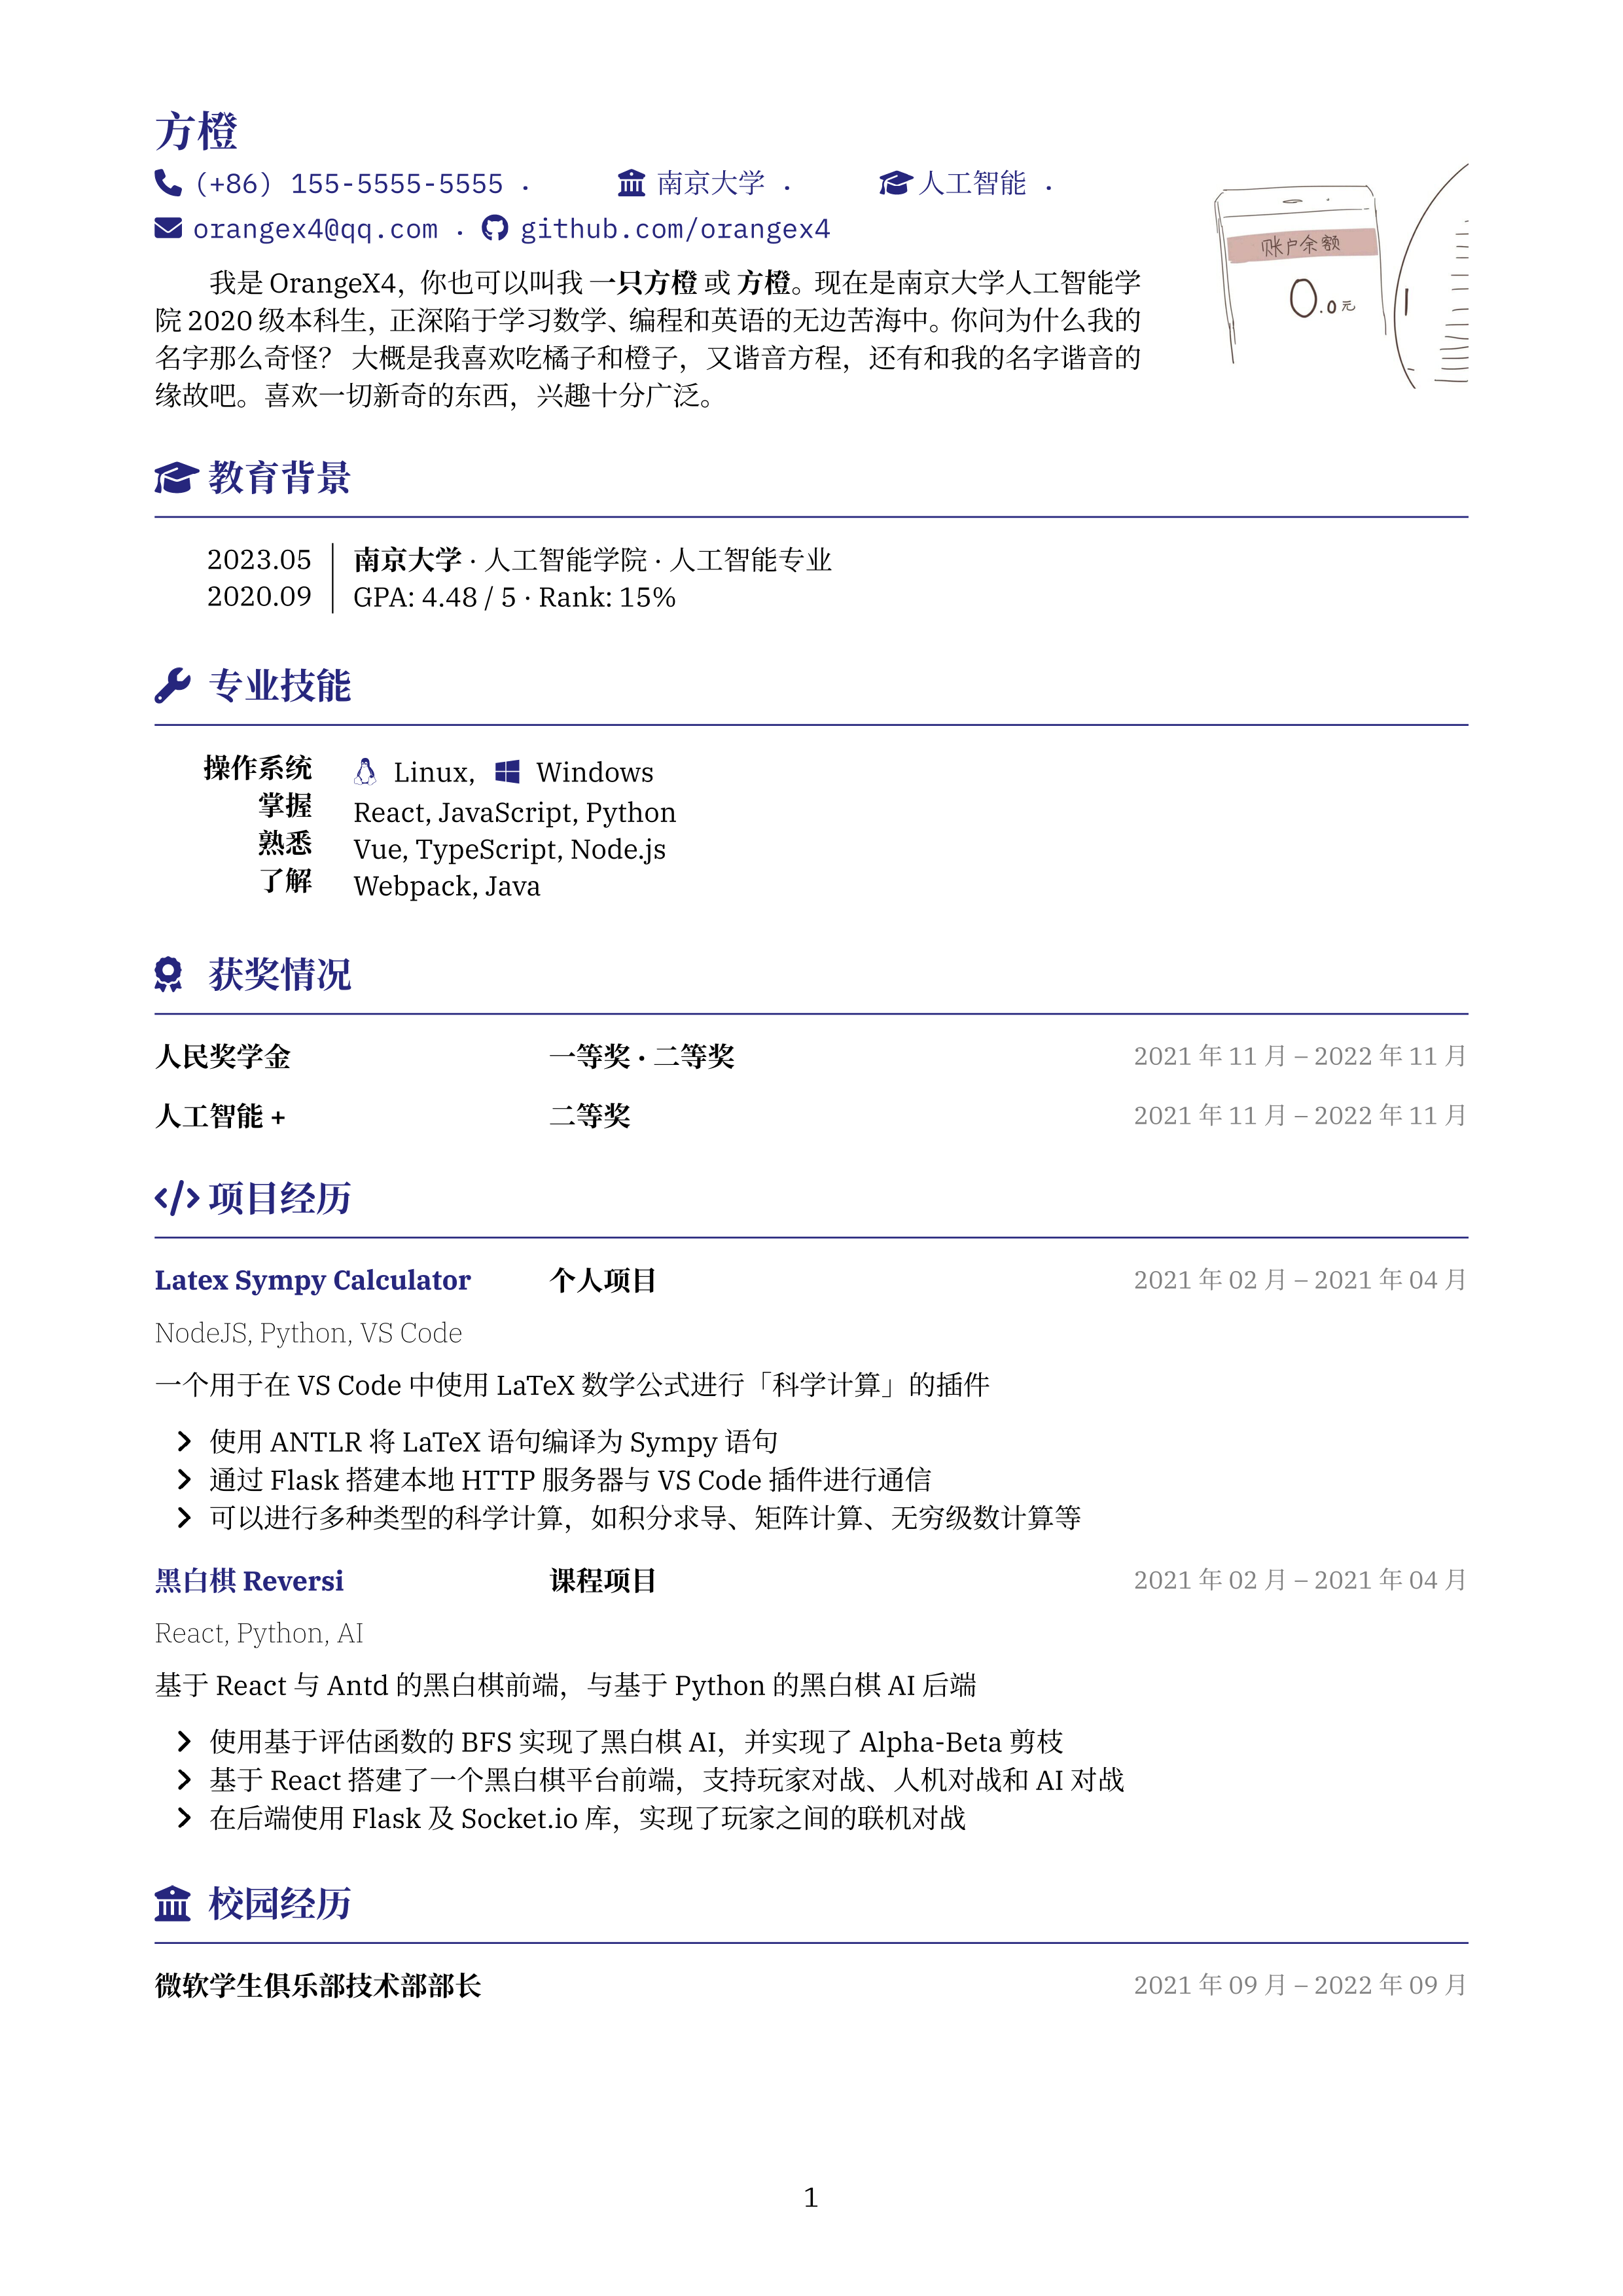 方橙
(+86) 155-5555-5555 · 南京大学 · 人工智能 ·
orangex4@qq.com · github.com/orangex4
账户余额
0.0元
我是 OrangeX4，你也可以叫我 一只方橙 或 方橙。现在是南京大学人工智能学
院 2020 级本科生，正深陷于学习数学、编程和英语的无边苦海中。你问为什么我的
名字那么奇怪？ 大概是我喜欢吃橘子和橙子，又谐音方程，还有和我的名字谐音的
缘故吧。喜欢一切新奇的东西，兴趣十分广泛。
教育背景
2023.05 南京大学 · 人工智能学院 · 人工智能专业
2020.09 GPA: 4.48 / 5 · Rank: 15%
专业技能
操作系统 Linux, Windows
掌握 React, JavaScript, Python
熟悉 Vue, TypeScript, Node.js
了解 Webpack, Java
获奖情况
人民奖学金 一等奖 · 二等奖 2021 年 11 月 – 2022 年 11 月
人工智能 + 二等奖 2021 年 11 月 – 2022 年 11 月
项目经历
Latex Sympy Calculator 个人项目 2021 年 02 月 – 2021 年 04 月
NodeJS, Python, VS Code
一个用于在 VS Code 中使用 LaTeX 数学公式进行「科学计算」的插件
使用 ANTLR 将 LaTeX 语句编译为 Sympy 语句
通过 Flask 搭建本地 HTTP 服务器与 VS Code 插件进行通信
可以进行多种类型的科学计算，如积分求导、矩阵计算、无穷级数计算等
黑白棋 Reversi 课程项目 2021 年 02 月 – 2021 年 04 月
React, Python, AI
基于 React 与 Antd 的黑白棋前端，与基于 Python 的黑白棋 AI 后端
使用基于评估函数的 BFS 实现了黑白棋 AI，并实现了 Alpha-Beta 剪枝
基于 React 搭建了一个黑白棋平台前端，支持玩家对战、人机对战和 AI 对战
在后端使用 Flask 及 Socket.io 库，实现了玩家之间的联机对战
校园经历
微软学生俱乐部技术部部长 2021 年 09 月 – 2022 年 09 月
1